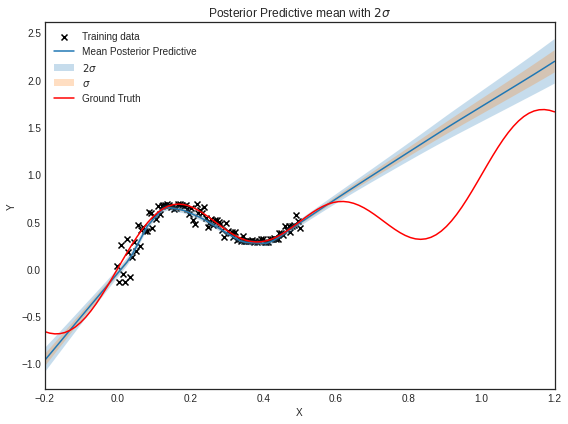 Posterior Predictive mean with 2σ
Training data
Mean Posterior Predictive
2σ
σ
Ground Truth
2.5
2.0
1.5
1.0
0.5
0.0
−0.5
−1.0
Y
−0.2 0.0 0.2 0.4 0.6 0.8 1.0 1.2
X